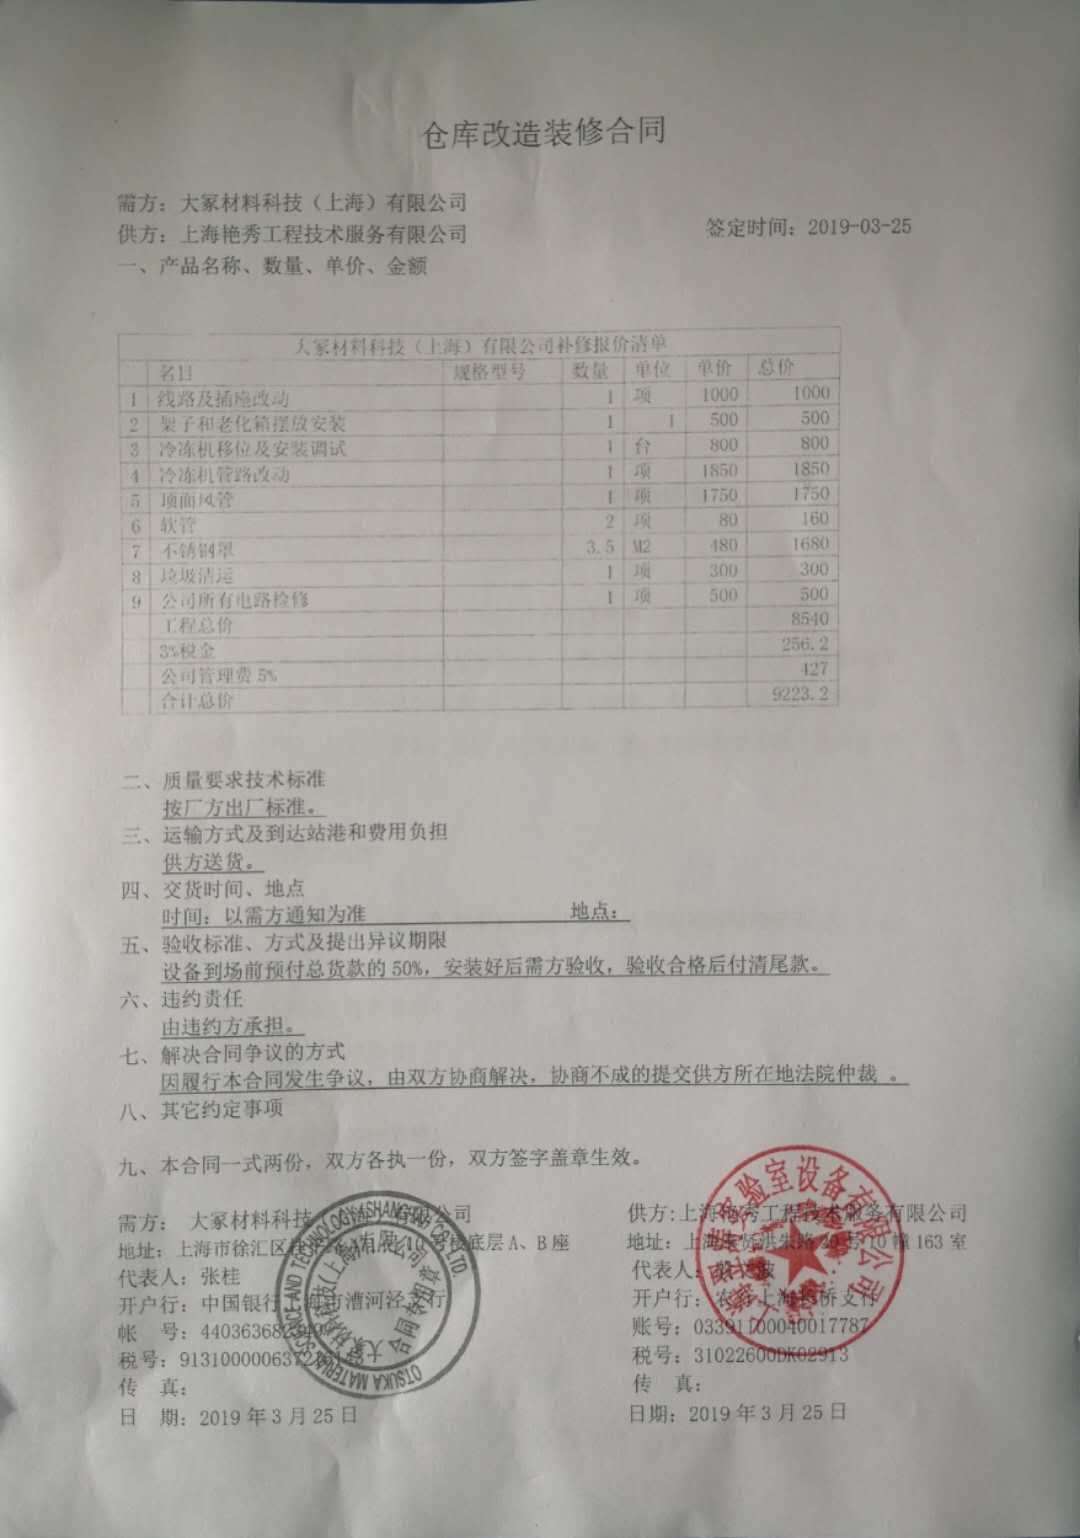 仓库改造装修合同
需方：大冢材料科技（上海）有限公司
供方：上海艳秀工程技术服务有限公司
签定时间：2019-03-25
一、产品名称、数量、单价、金额
大冢材料科技（上海）有限公司补修报价清单
名目 规格型号 数量 单位 单价 总价
1 线路及插座改动 1 项 1000 1000
2 架子和老化箱摆放安装 1 1 500 500
3 冷冻机移位及安装调试 1 台 800 800
4 冷冻机管路改动 1 项 1850 1850
5 顶面风管 1 项 1750 1750
6 软管 2 项 80 160
7 不锈钢罩 3.5 M2 480 1680
8 垃圾清运 1 项 300 300
9 公司所有电路检修 1 项 500 500
工程总价 8540
3%税金 256.2
公司管理费5% 427
合计总价 9223.2
二、质量要求技术标准
按厂方出厂标准。
三、运输方式及到达站港和费用负担
供方送货。
四、交货时间、地点
时间：以需方通知为准 地点：
五、验收标准、方式及提出异议期限
设备到场前预付总货款的50%，安装好后需方验收，验收合格后付清尾款。
六、违约责任
由违约方承担。
七、解决合同争议的方式
因履行本合同发生争议，由双方协商解决，协商不成的提交供方所在地法院仲裁 。
八、其它约定事项
九、本合同一式两份，双方各执一份，双方签字盖章生效。
需方： 大冢材料科技 有限公司
地址：上海市徐汇区 楼底层A、B座
代表人：张桂
开户行：中国银行 海市漕河泾 行
帐 号：440363682
税号：9131000006372
传 真：
日 期：2019年3月25日
OTSUKA MATERIAL SCIENCE AND TECHNOLOGY(SHANGHAI)CO.,LTD.
大冢材料科技(上海)有限公司
合同专用章
供方：上海艳秀工程技术服务有限公司
地址：上海 163室
代表人：
开户行：农行上海 桥支行
账号：03391100040017787
税号：31022600DK02913
传 真：
日期：2019年3月25日
上海 实验室设备有限公司